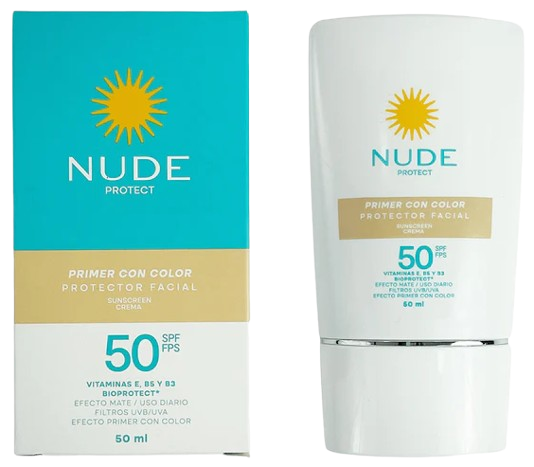 NUDE
PROTECT
PRIMER CON COLOR
PROTECTOR FACIAL
SUNSCREEN
CREMA
50 SPF
FPS
VITAMINAS E, B5 Y B3
BIOPROTECT*
EFECTO MATE / USO DIARIO
FILTROS UVB/UVA
EFECTO PRIMER CON COLOR
50 ml
NUDE
PROTECT
PRIMER CON COLOR
PROTECTOR FACIAL
SUNSCREEN
CREMA
50 SPF
FPS
VITAMINAS E, B5 Y B3
BIOPROTECT*
EFECTO MATE / USO DIARIO
FILTROS UVB/UVA
EFECTO PRIMER CON COLOR
50 ml